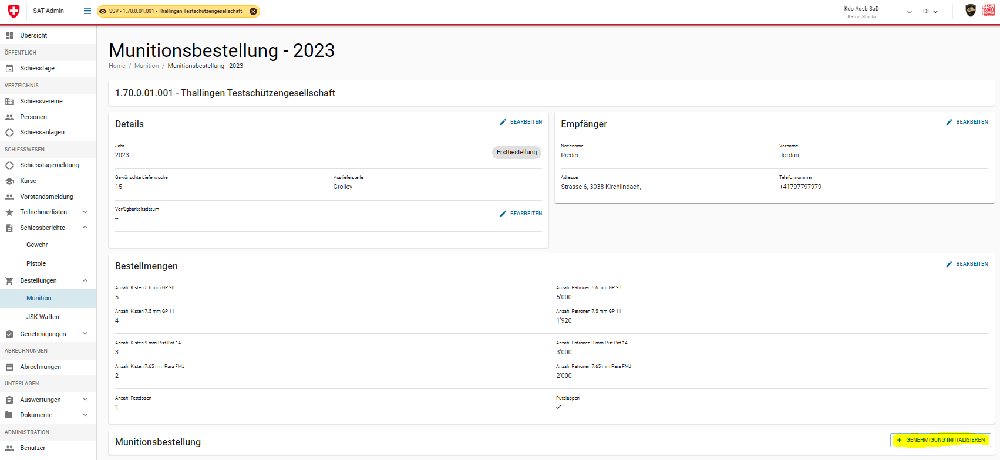 SAT-Admin
SSV - 1.70.0.01.001 - Thallingen Testschützengesellschaft
Kdo Ausb SaD
Katrin Stucki
DE
Übersicht
ÖFFENTLICH
Schiesstage
VERZEICHNIS
Schiessvereine
Personen
Schiessanlagen
SCHIESSWESEN
Schiesstagemeldung
Kurse
Vorstandsmeldung
Teilnehmerlisten
Schiessberichte
Gewehr
Pistole
Bestellungen
Munition
JSK-Waffen
Genehmigungen
ABRECHNUNGEN
Abrechnungen
UNTERLAGEN
Auswertungen
Dokumente
ADMINISTRATION
Benutzer
Munitionsbestellung - 2023
Home / Munition / Munitionsbestellung - 2023
1.70.0.01.001 - Thallingen Testschützengesellschaft
Details
BEARBEITEN
Jahr
2023
Erstbestellung
Gewünschte Lieferwoche
15
Auslieferstelle
Grolley
Verfügbarkeitsdatum
–
BEARBEITEN
Empfänger
BEARBEITEN
Nachname
Rieder
Vorname
Jordan
Adresse
Strasse 6, 3038 Kirchlindach,
Telefonnummer
+41797797979
Bestellmengen
BEARBEITEN
Anzahl Kisten 5.6 mm GP 90
5
Anzahl Patronen 5.6 mm GP 90
5'000
Anzahl Kisten 7.5 mm GP 11
4
Anzahl Patronen 7.5 mm GP 11
1'920
Anzahl Kisten 9 mm Pist Pat 14
3
Anzahl Patronen 9 mm Pist Pat 14
3'000
Anzahl Kisten 7.65 mm Para FMJ
2
Anzahl Patronen 7.65 mm Para FMJ
2'000
Anzahl Fettdosen
1
Putzlappen
Munitionsbestellung
+ GENEHMIGUNG INITIALISIEREN